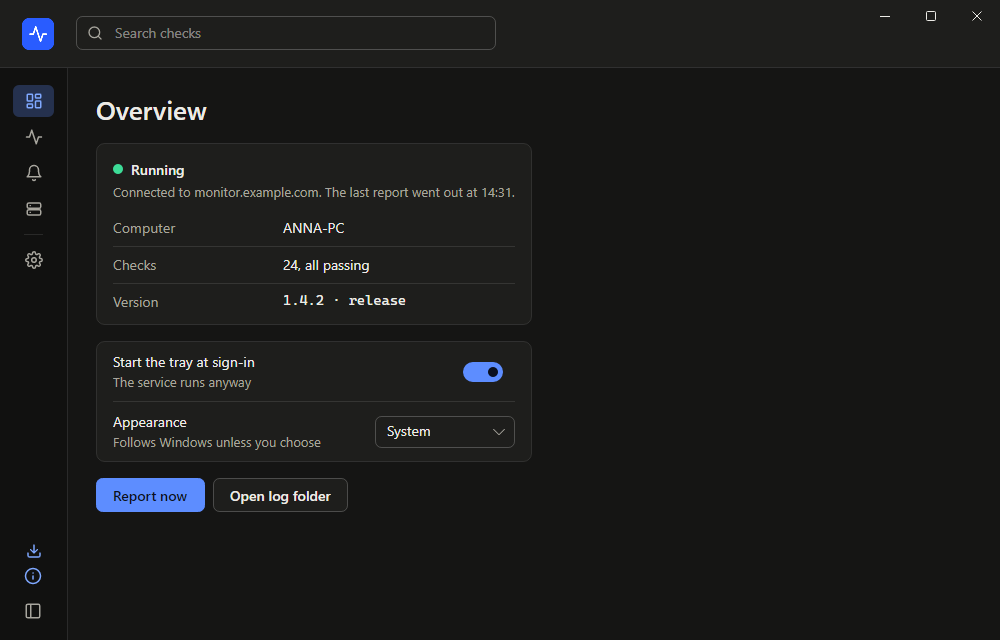 Search checks
Overview
Running
Connected to monitor.example.com. The last report went out at 14:31.
Computer ANNA-PC
Checks 24, all passing
Version 1.4.2 · release
Start the tray at sign-in
The service runs anyway
Appearance
Follows Windows unless you choose
System
Report now Open log folder